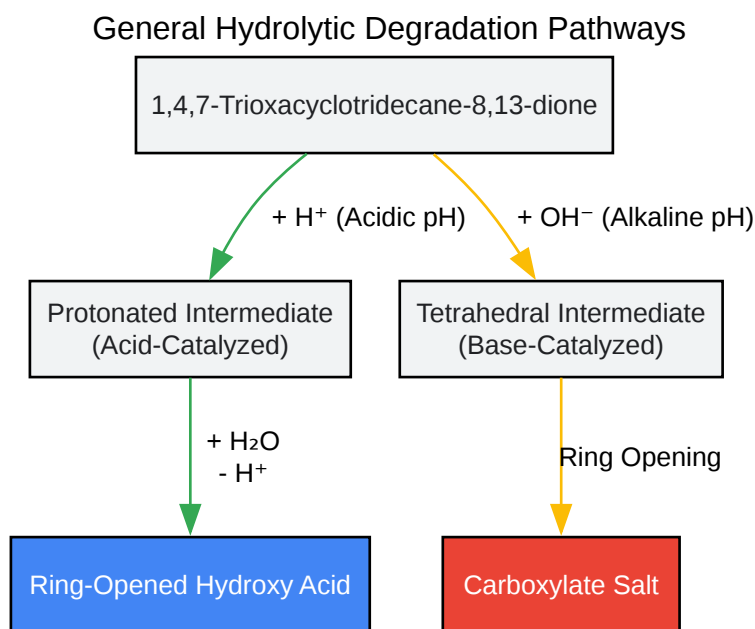 General Hydrolytic Degradation Pathways
1,4,7-Trioxacyclotridecane-8,13-dione
+ H⁺ (Acidic pH)
+ OH⁻ (Alkaline pH)
Protonated Intermediate
(Acid-Catalyzed)
Tetrahedral Intermediate
(Base-Catalyzed)
+ H₂O
- H⁺
Ring Opening
Ring-Opened Hydroxy Acid
Carboxylate Salt